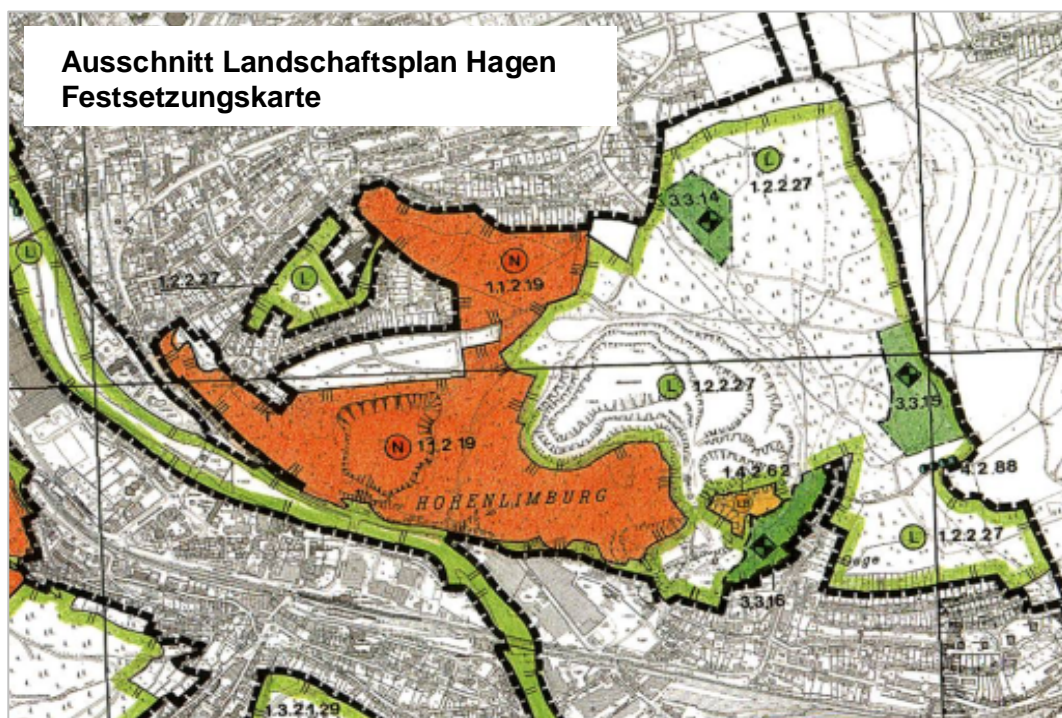 Ausschnitt Landschaftsplan Hagen
Festsetzungskarte
L
1.2.2.27
3.3.14
L
N
1.1.2.19
1.2.2.27
L
L
1.2.2.27
3.3.15
N
1.1.2.19
1.4.2.62
4.2.88
HOHENLIMBURG
LB
L
1.2.2.27
3.3.16
1.3.2.1.29